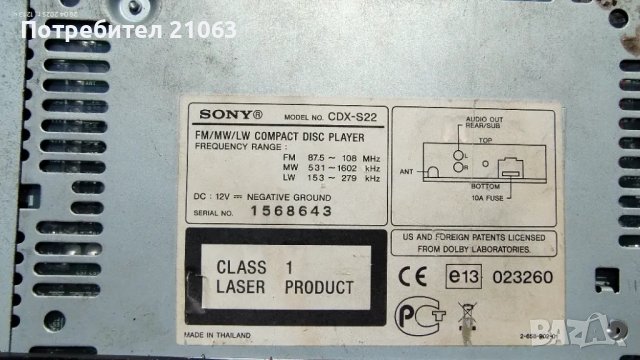 Потребител 21063
SONY®
MODEL NO. CDX-S22
FM/MW/LW COMPACT DISC PLAYER
FREQUENCY RANGE :
FM 87.5 ~ 108 MHz
MW 531 ~ 1602 kHz
LW 153 ~ 279 kHz
DC : 12V NEGATIVE GROUND
SERIAL NO. 1568643
AUDIO OUT
REAR/SUB
TOP
L
R
ANT
BOTTOM
10A FUSE
CLASS 1
LASER PRODUCT
US AND FOREIGN PATENTS LICENSED
FROM DOLBY LABORATORIES.
CE e13 023260
MADE IN THAILAND
bazar